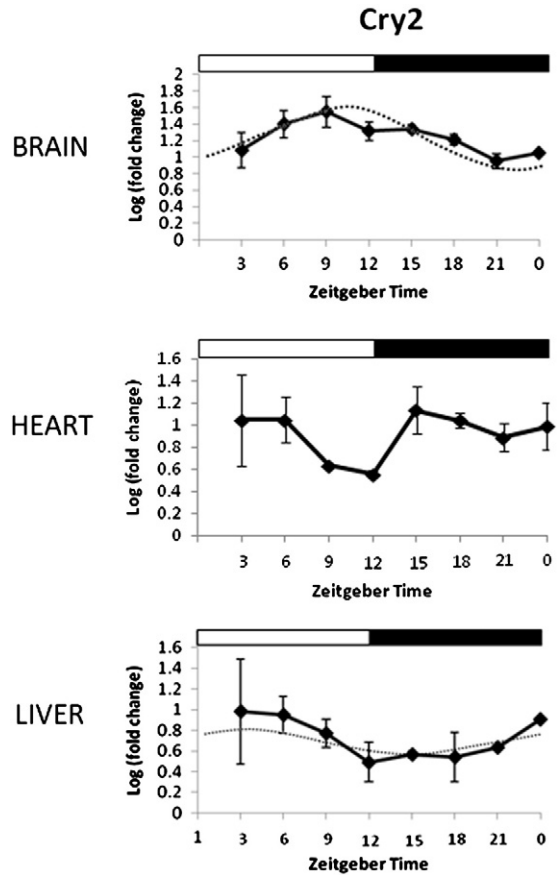 Cry2
BRAIN
Log (fold change)
2
1.8
1.6
1.4
1.2
1
0.8
0.6
0.4
0.2
0
3 6 9 12 15 18 21 0
Zeitgeber Time
HEART
Log (fold change)
1.6
1.4
1.2
1
0.8
0.6
0.4
0.2
0
3 6 9 12 15 18 21 0
Zeitgeber Time
LIVER
Log (fold change)
1.6
1.4
1.2
1
0.8
0.6
0.4
0.2
0
1 3 6 9 12 15 18 21 0
Zeitgeber Time